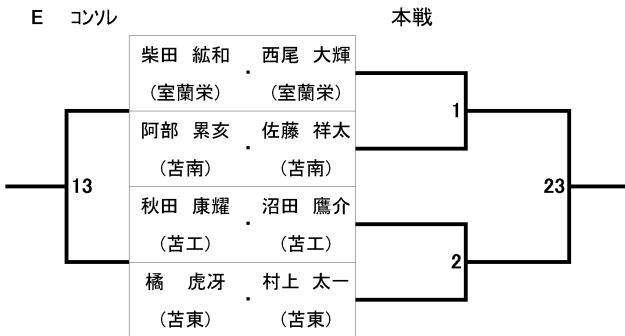 E コンソレ 本戦
柴田 紘和 ・ 西尾 大輝
(室蘭栄) (室蘭栄)
1
阿部 累亥 ・ 佐藤 祥太
(苫南) (苫南)
13 23
秋田 康耀 ・ 沼田 鷹介
(苫工) (苫工)
2
橘 虎冴 ・ 村上 太一
(苫東) (苫東)